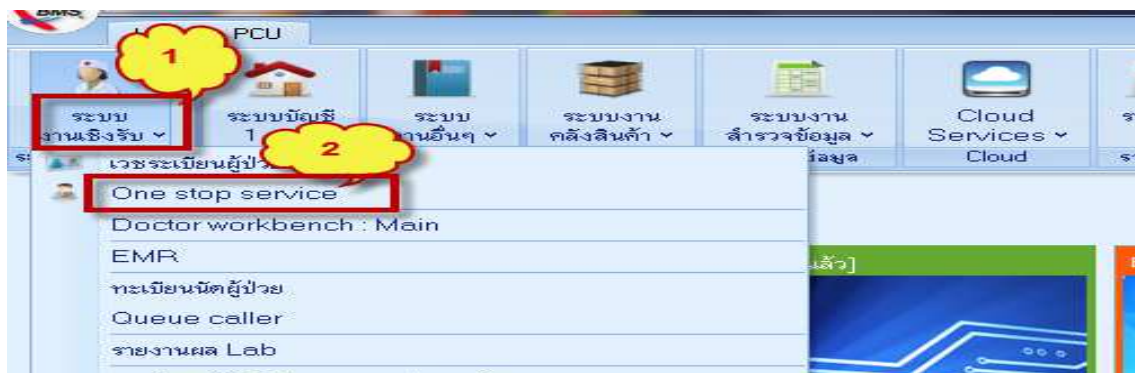 BMS
PCU
1
ระบบ
งานเชิงรับ
ระบบบัญชี
1
ระบบ
งานอื่นๆ
ระบบงาน
คลังสินค้า
ระบบงาน
สำรวจข้อมูล
Cloud
Services
Cloud
2
เวชระเบียนผู้ป่วย
One stop service
Doctor workbench : Main
EMR
ทะเบียนนัดผู้ป่วย
Queue caller
รายงานผล Lab
แล้ว]